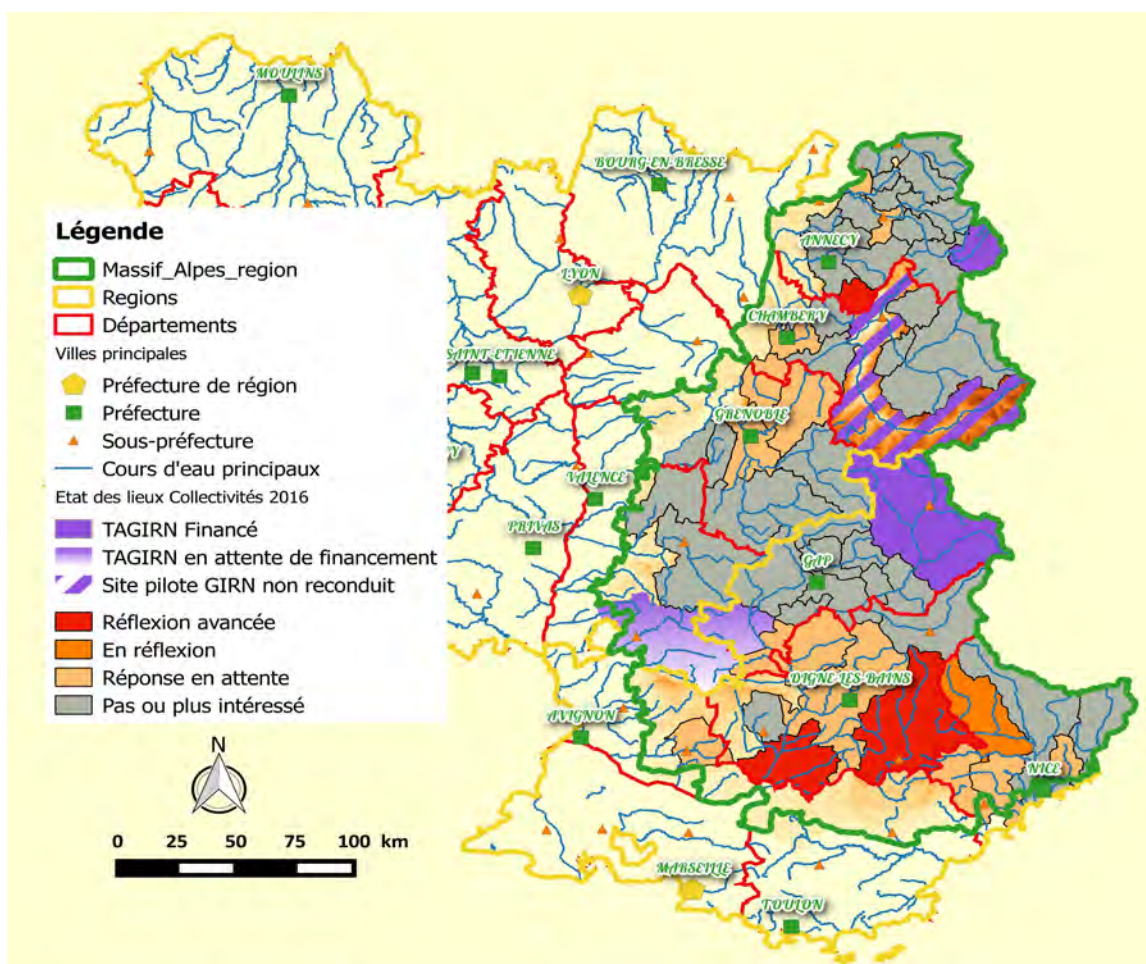 MOULINS
BOURG-EN-BRESSE
ANNECY
LYON
CHAMBERY
SAINT-ETIENNE
GRENOBLE
VALENCE
PRIVAS
GAP
DIGNE-LES-BAINS
AVIGNON
NICE
MARSEILLE
TOULON
Légende
Massif_Alpes_region
Regions
Départements
Villes principales
Préfecture de région
Préfecture
Sous-préfecture
Cours d'eau principaux
Etat des lieux Collectivités 2016
TAGIRN Financé
TAGIRN en attente de financement
Site pilote GIRN non reconduit
Réflexion avancée
En réflexion
Réponse en attente
Pas ou plus intéressé
N
0 25 50 75 100 km